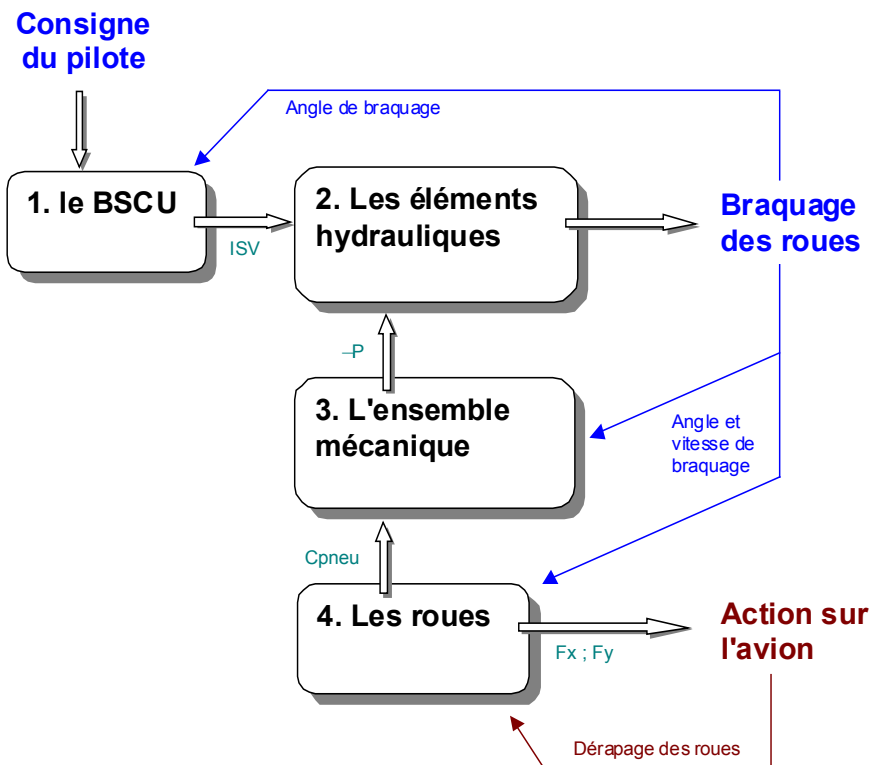 Consigne
du pilote
Angle de braquage
1. le BSCU
ISV
2. Les éléments
hydrauliques
Braquage
des roues
–P
3. L'ensemble
mécanique
Angle et
vitesse de
braquage
Cpneu
4. Les roues
Fx ; Fy
Action sur
l'avion
Dérapage des roues